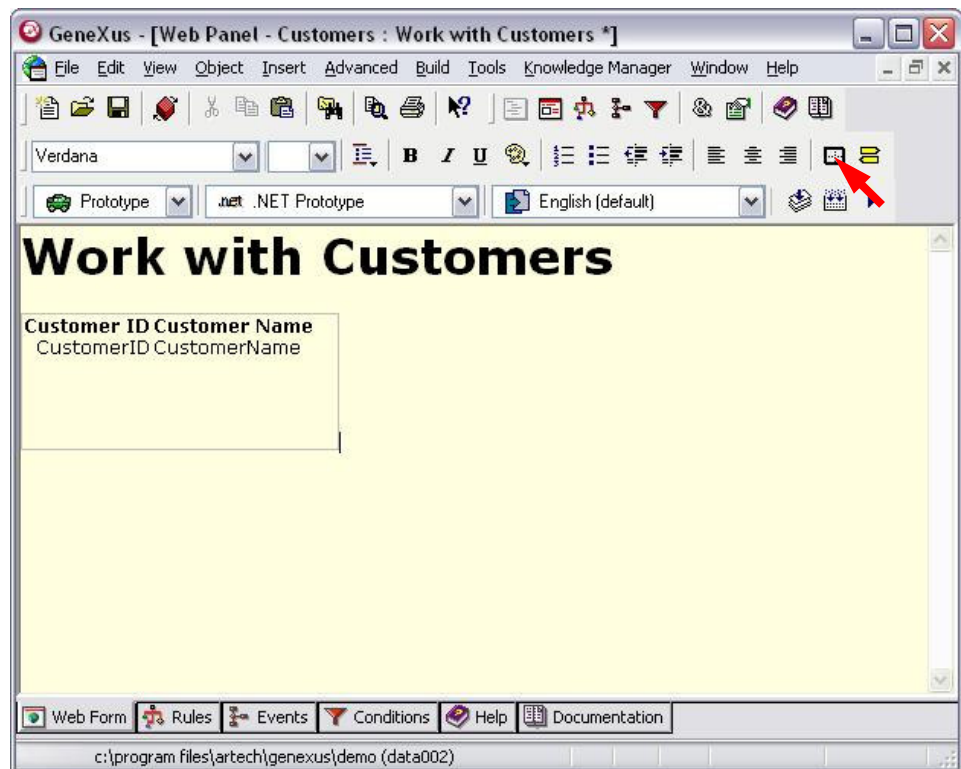 GeneXus - [Web Panel - Customers : Work with Customers *]
File Edit View Object Insert Advanced Build Tools Knowledge Manager Window Help
Verdana B I U
Prototype .net .NET Prototype English (default)
Work with Customers
Customer ID Customer Name
CustomerID CustomerName
Web Form Rules Events Conditions Help Documentation
c:\program files\artech\genexus\demo (data002)